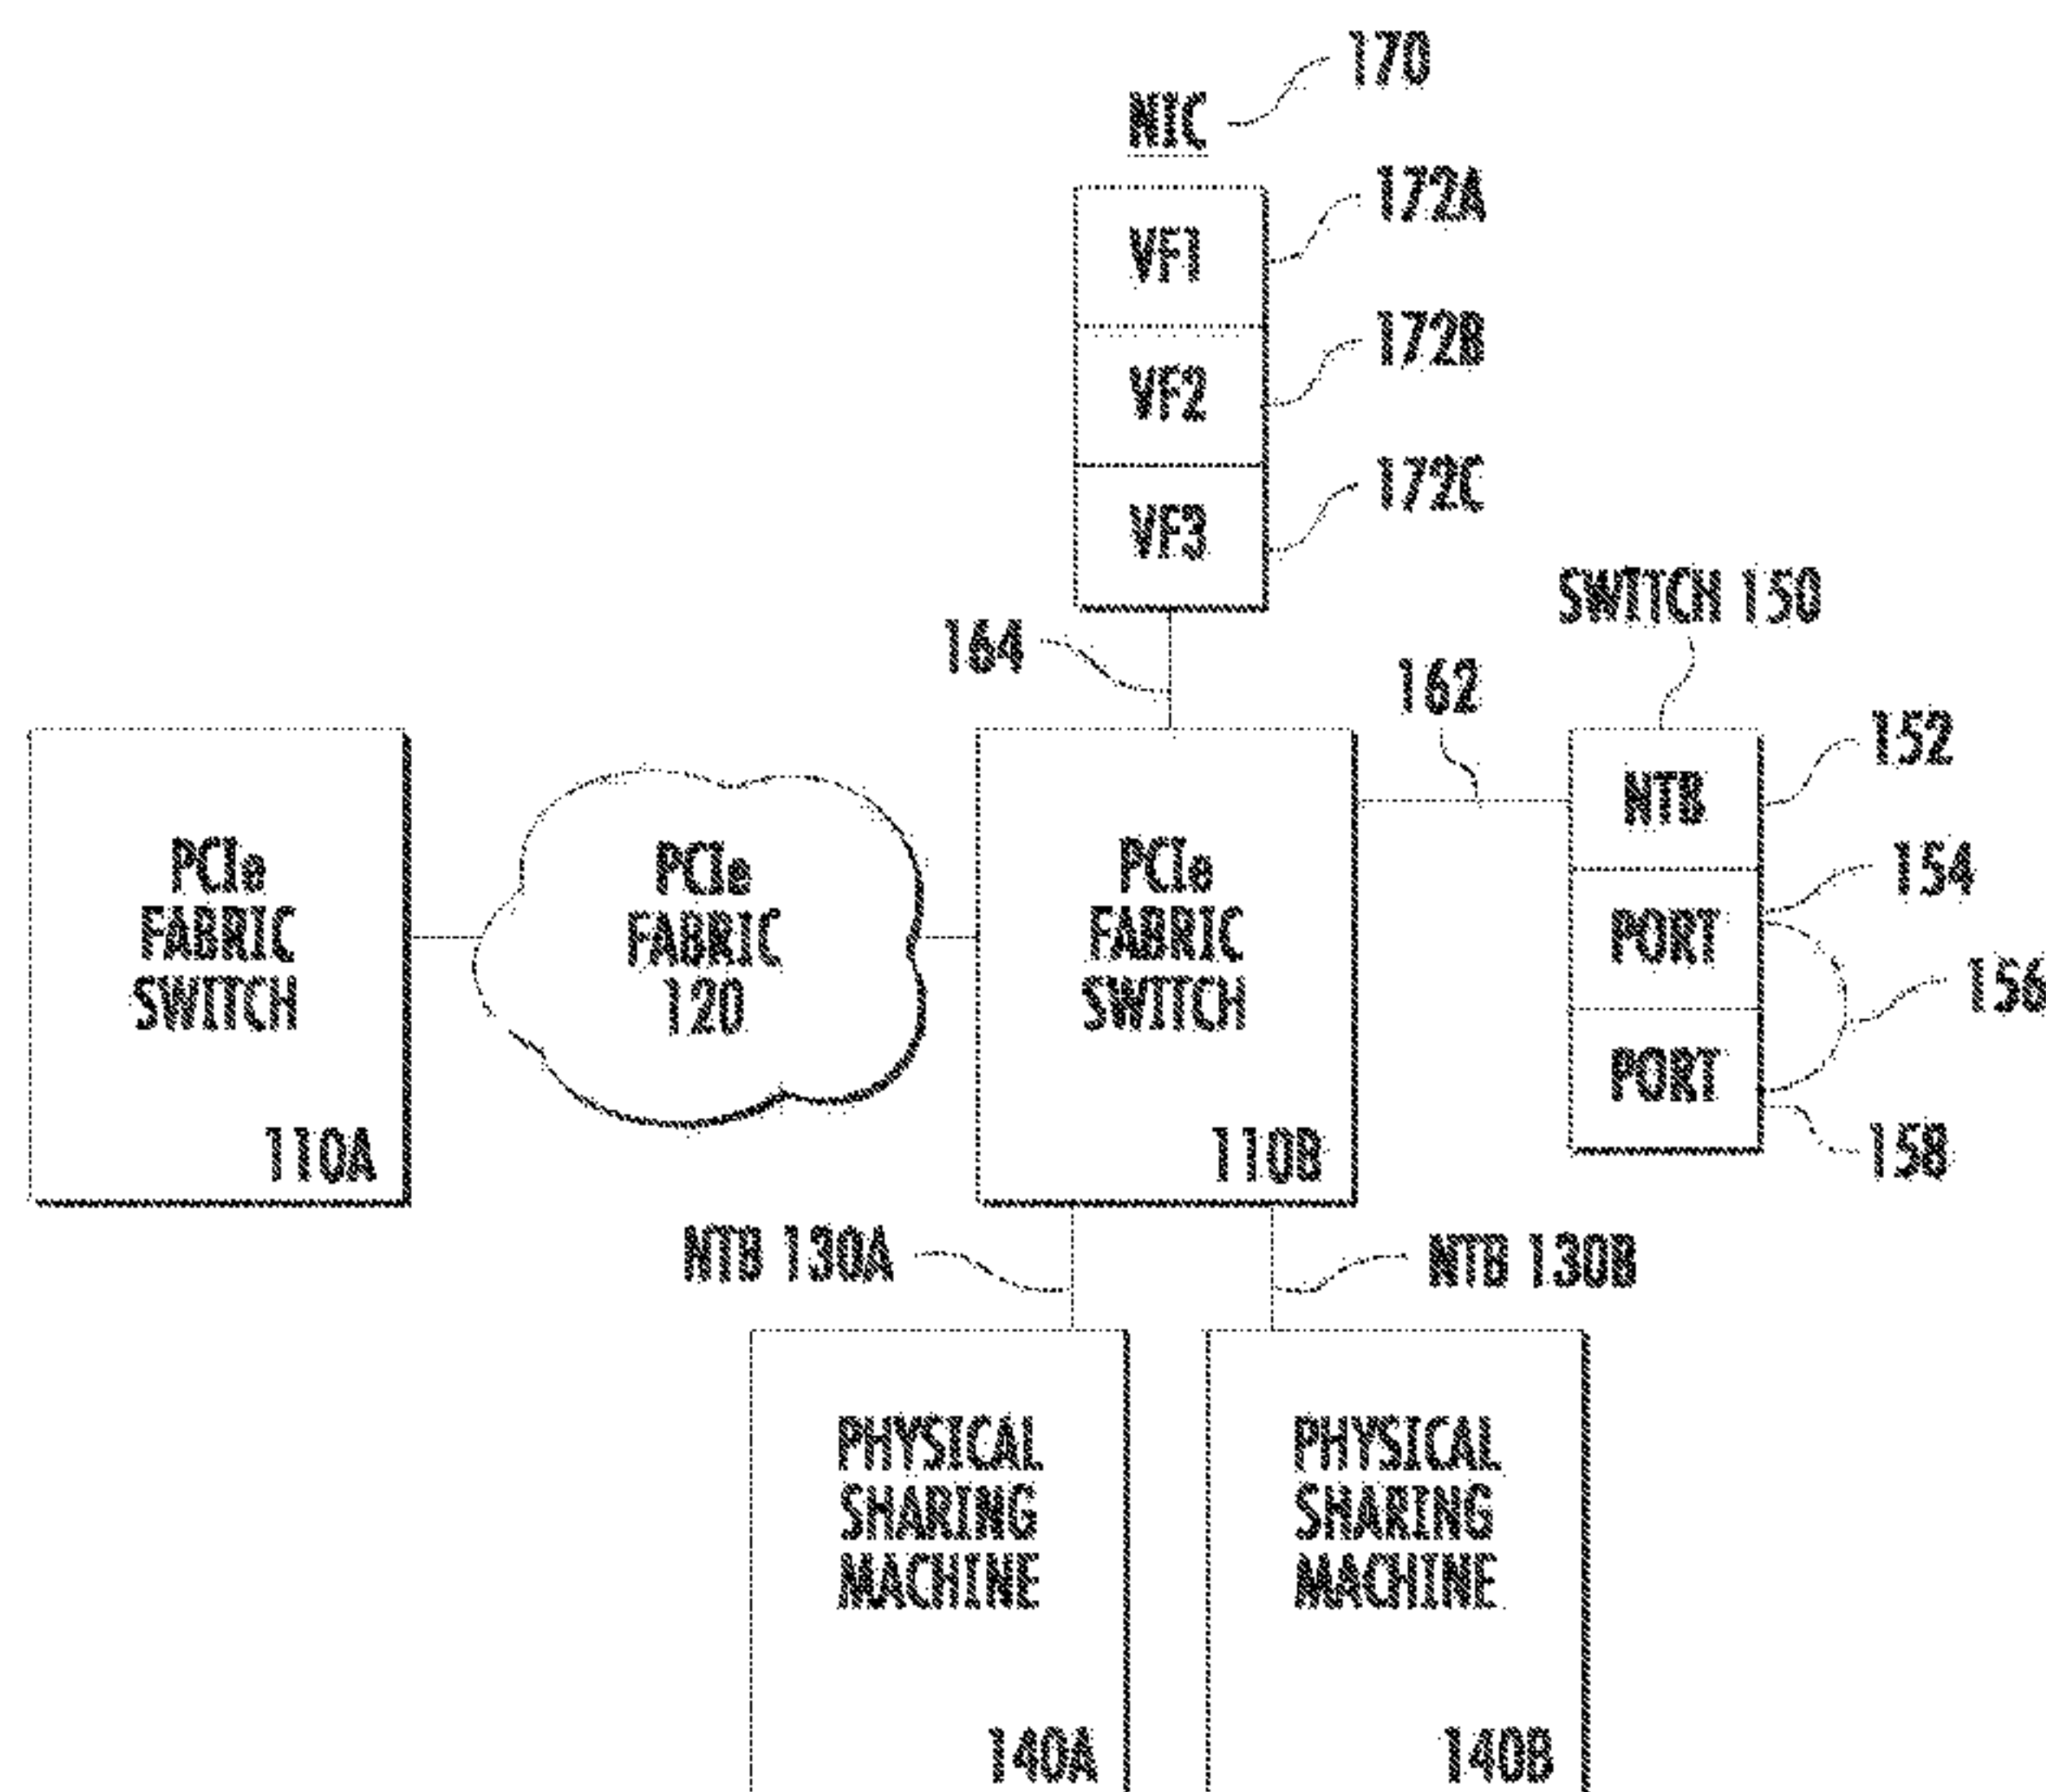 170
NIC
172A
VF1
172B
VF2
172C
VF3
SWITCH 150
164
162
152
NTB
PCIe
FABRIC
SWITCH
110A
PCIe
FABRIC
120
PCIe
FABRIC
SWITCH
110B
154
PORT
156
PORT
158
NTB 130A
NTB 130B
PHYSICAL
SHARING
MACHINE
140A
PHYSICAL
SHARING
MACHINE
140B